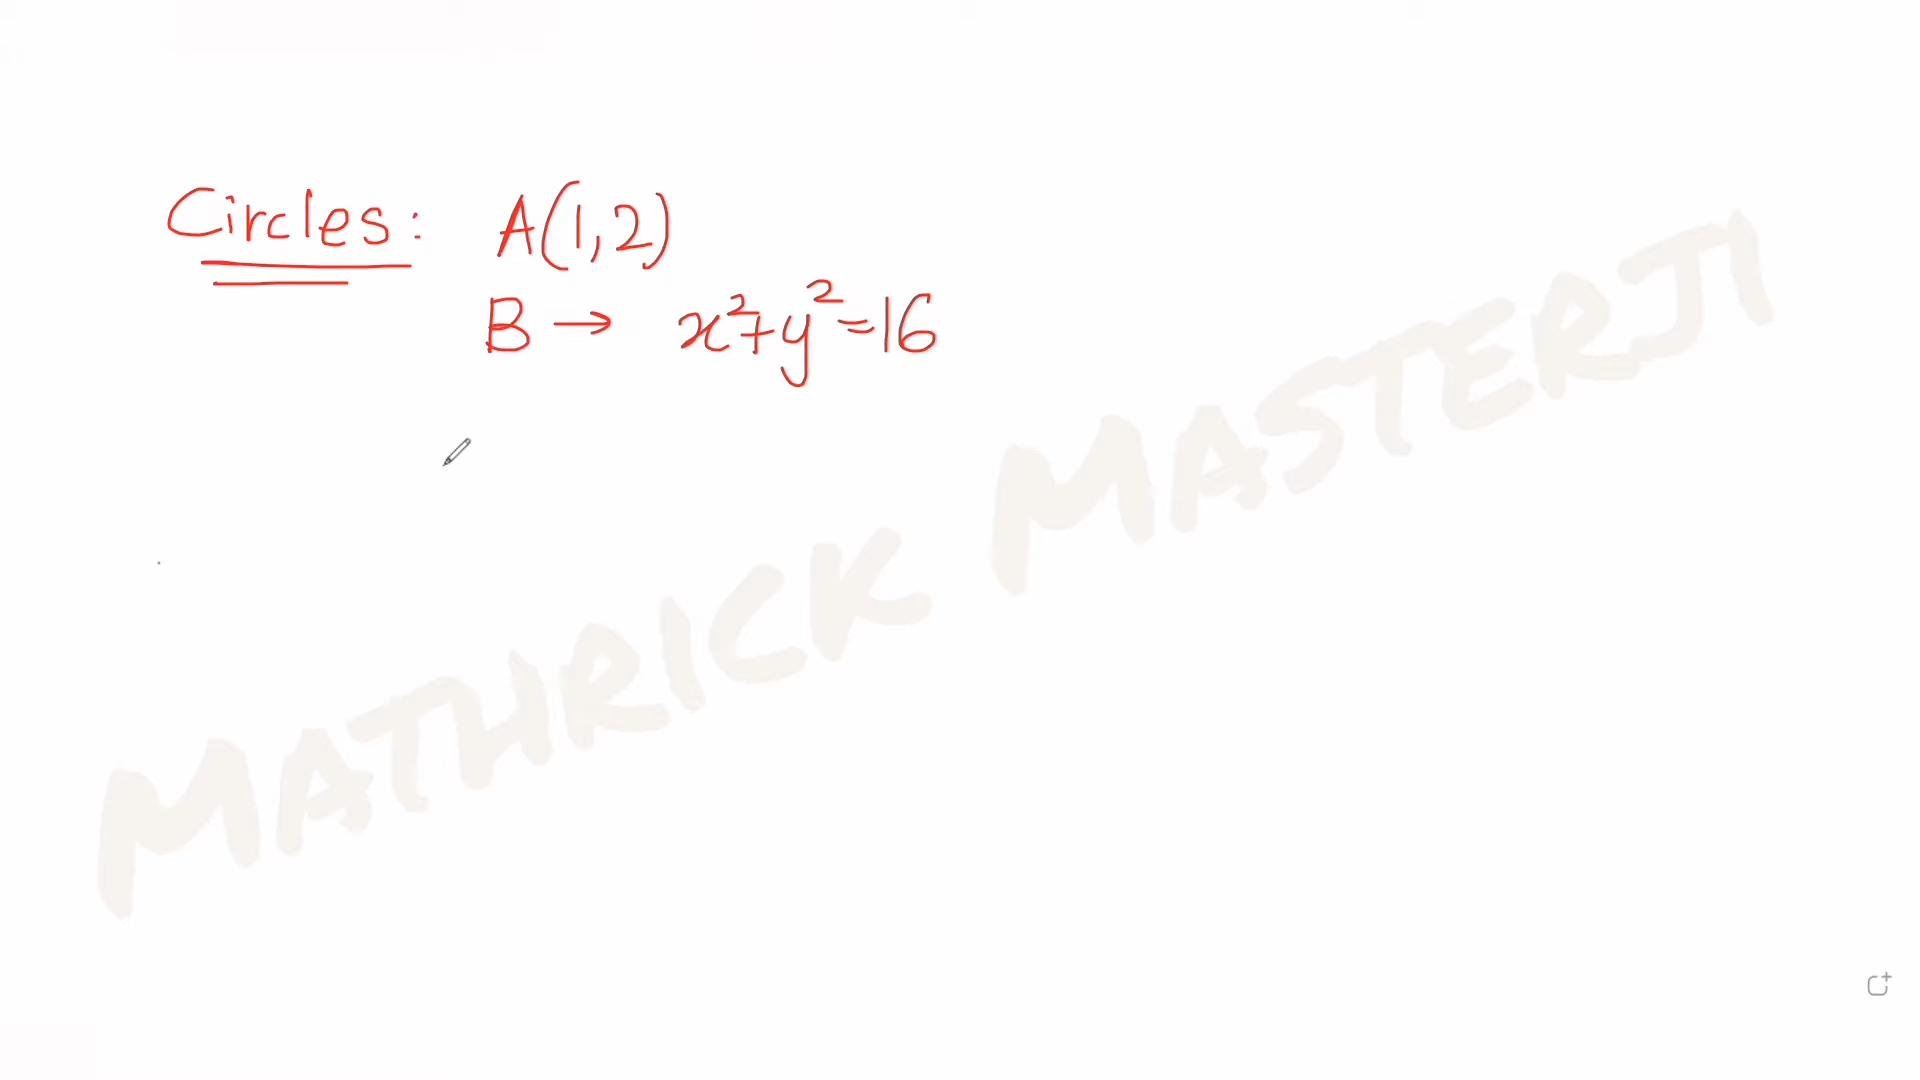 Circles: A(1,2)
B → x²+y²=16
MATHRICK MASTERJI